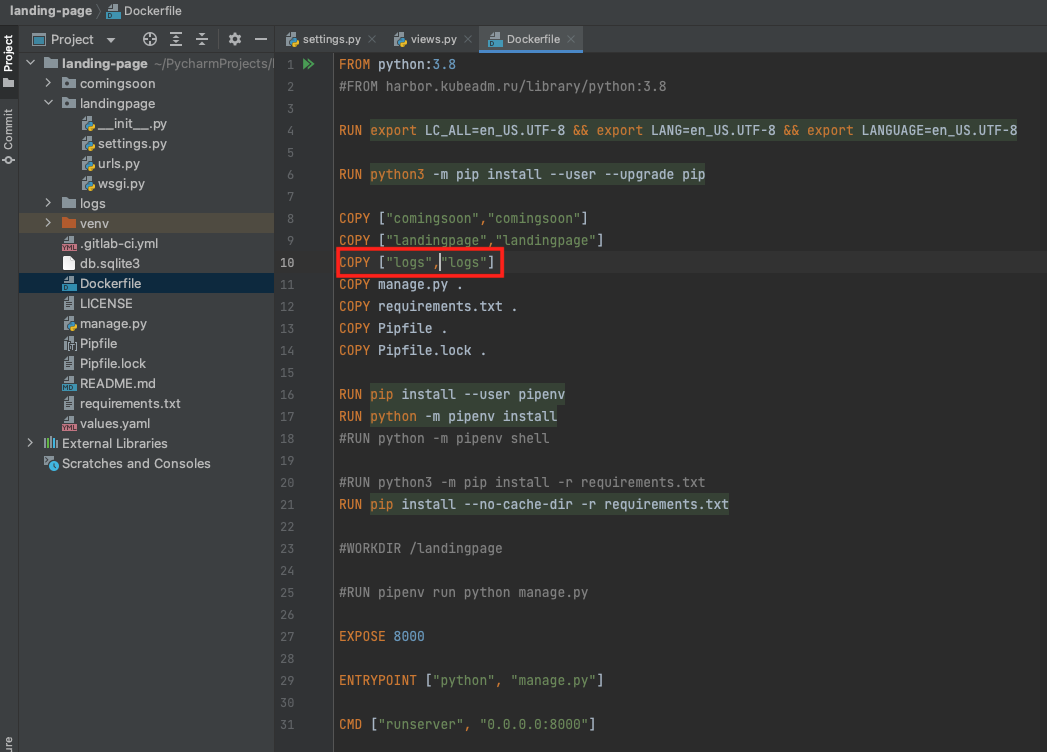 landing-page
Dockerfile
Project
settings.py
views.py
Dockerfile
Project
Commit
landing-page ~/PycharmProjects/
comingsoon
landingpage
__init__.py
settings.py
urls.py
wsgi.py
logs
venv
.gitlab-ci.yml
db.sqlite3
Dockerfile
LICENSE
manage.py
Pipfile
Pipfile.lock
README.md
requirements.txt
values.yaml
External Libraries
Scratches and Consoles
1 FROM python:3.8
2 #FROM harbor.kubeadm.ru/library/python:3.8
3
4 RUN export LC_ALL=en_US.UTF-8 && export LANG=en_US.UTF-8 && export LANGUAGE=en_US.UTF-8
5
6 RUN python3 -m pip install --user --upgrade pip
7
8 COPY ["comingsoon","comingsoon"]
9 COPY ["landingpage","landingpage"]
10 COPY ["logs","logs"]
11 COPY manage.py .
12 COPY requirements.txt .
13 COPY Pipfile .
14 COPY Pipfile.lock .
15
16 RUN pip install --user pipenv
17 RUN python -m pipenv install
18 #RUN python -m pipenv shell
19
20 #RUN python3 -m pip install -r requirements.txt
21 RUN pip install --no-cache-dir -r requirements.txt
22
23 #WORKDIR /landingpage
24
25 #RUN pipenv run python manage.py
26
27 EXPOSE 8000
28
29 ENTRYPOINT ["python", "manage.py"]
30
31 CMD ["runserver", "0.0.0.0:8000"]